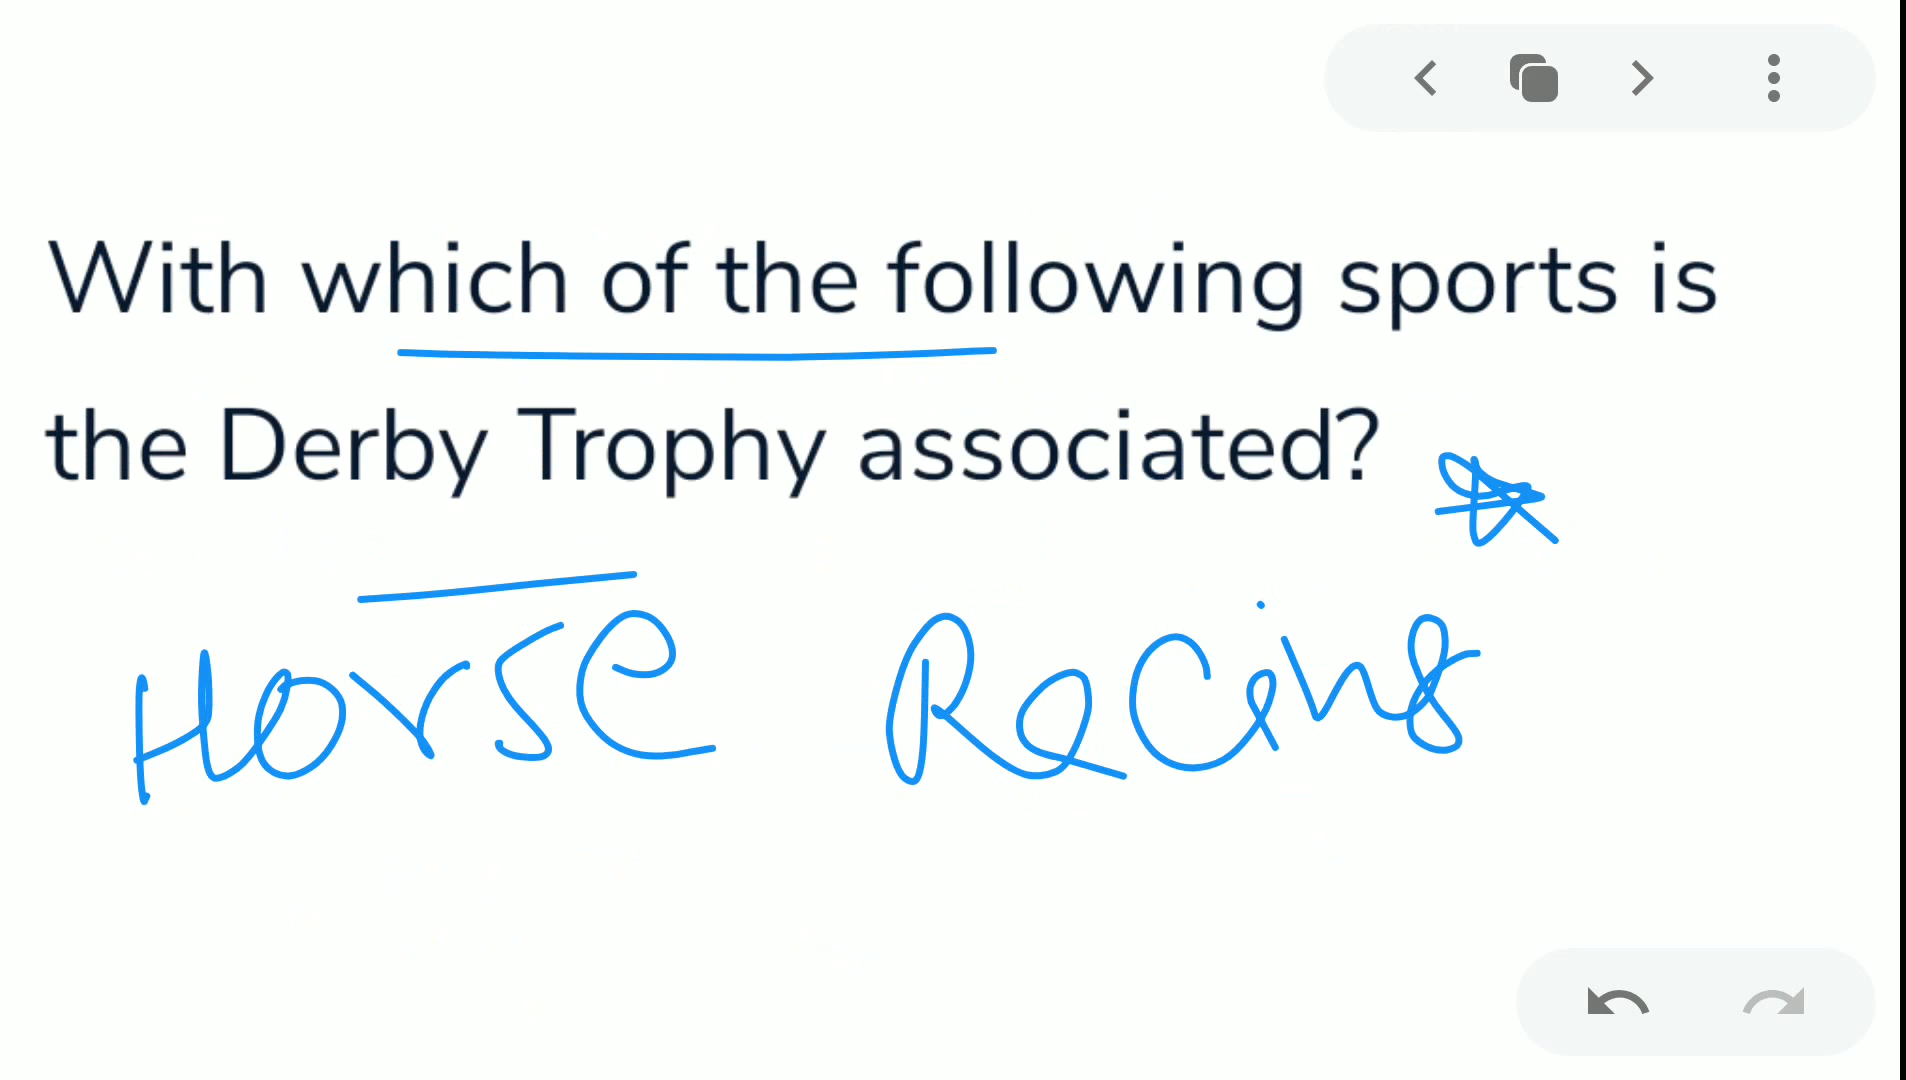 With which of the following sports is
the Derby Trophy associated?
Horse Racing